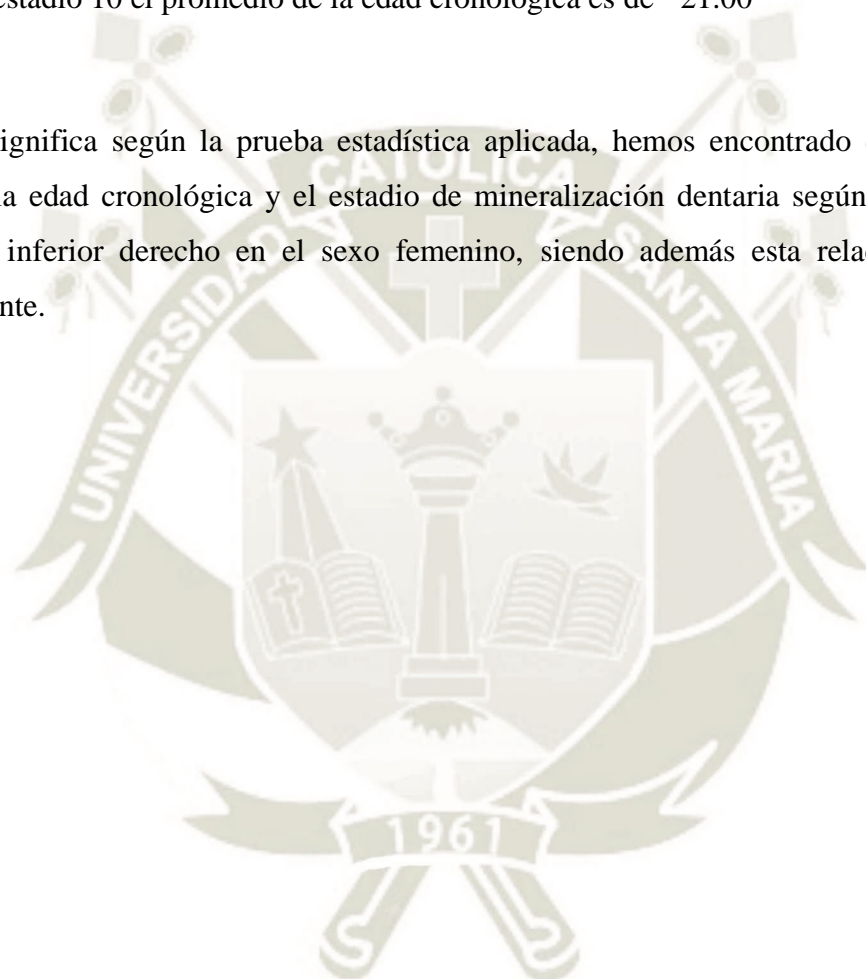 estadio 10 el promedio de la edad cronológica es de 21.00
ignifica según la prueba estadística aplicada, hemos encontrado
la edad cronológica y el estadio de mineralización dentaria según
inferior derecho en el sexo femenino, siendo además esta rela
nte.
UNIVERSIDAD CATOLICA SANTA MARIA
1961